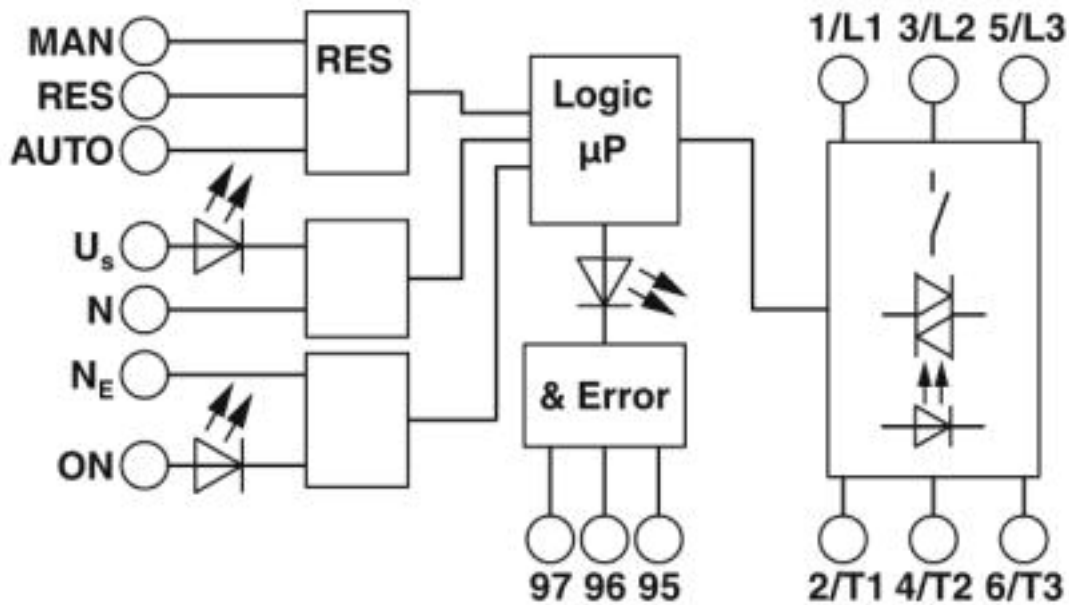 MAN
RES
AUTO
RES
Us
N
NE
ON
Logic
µP
& Error
97 96 95
1/L1 3/L2 5/L3
2/T1 4/T2 6/T3